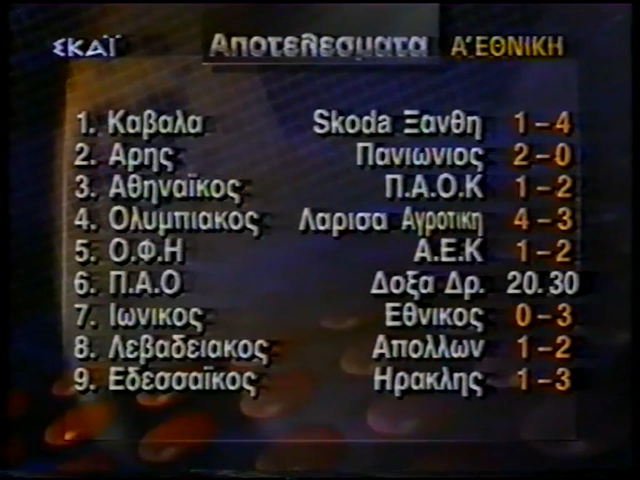 ΣΚΑΪ Αποτελεσματα Α' ΕΘΝΙΚΗ
1. Καβαλα Skoda Ξανθη 1 – 4
2. Αρης Πανιωνιος 2 – 0
3. Αθηναϊκος Π.Α.Ο.Κ 1 – 2
4. Ολυμπιακος Λαρισα Αγροτικη 4 – 3
5. Ο.Φ.Η Α.Ε.Κ 1 – 2
6. Π.Α.Ο Δοξα Δρ. 20.30
7. Ιωνικος Εθνικος 0 – 3
8. Λεβαδειακος Απολλων 1 – 2
9. Εδεσσαϊκος Ηρακλης 1 – 3